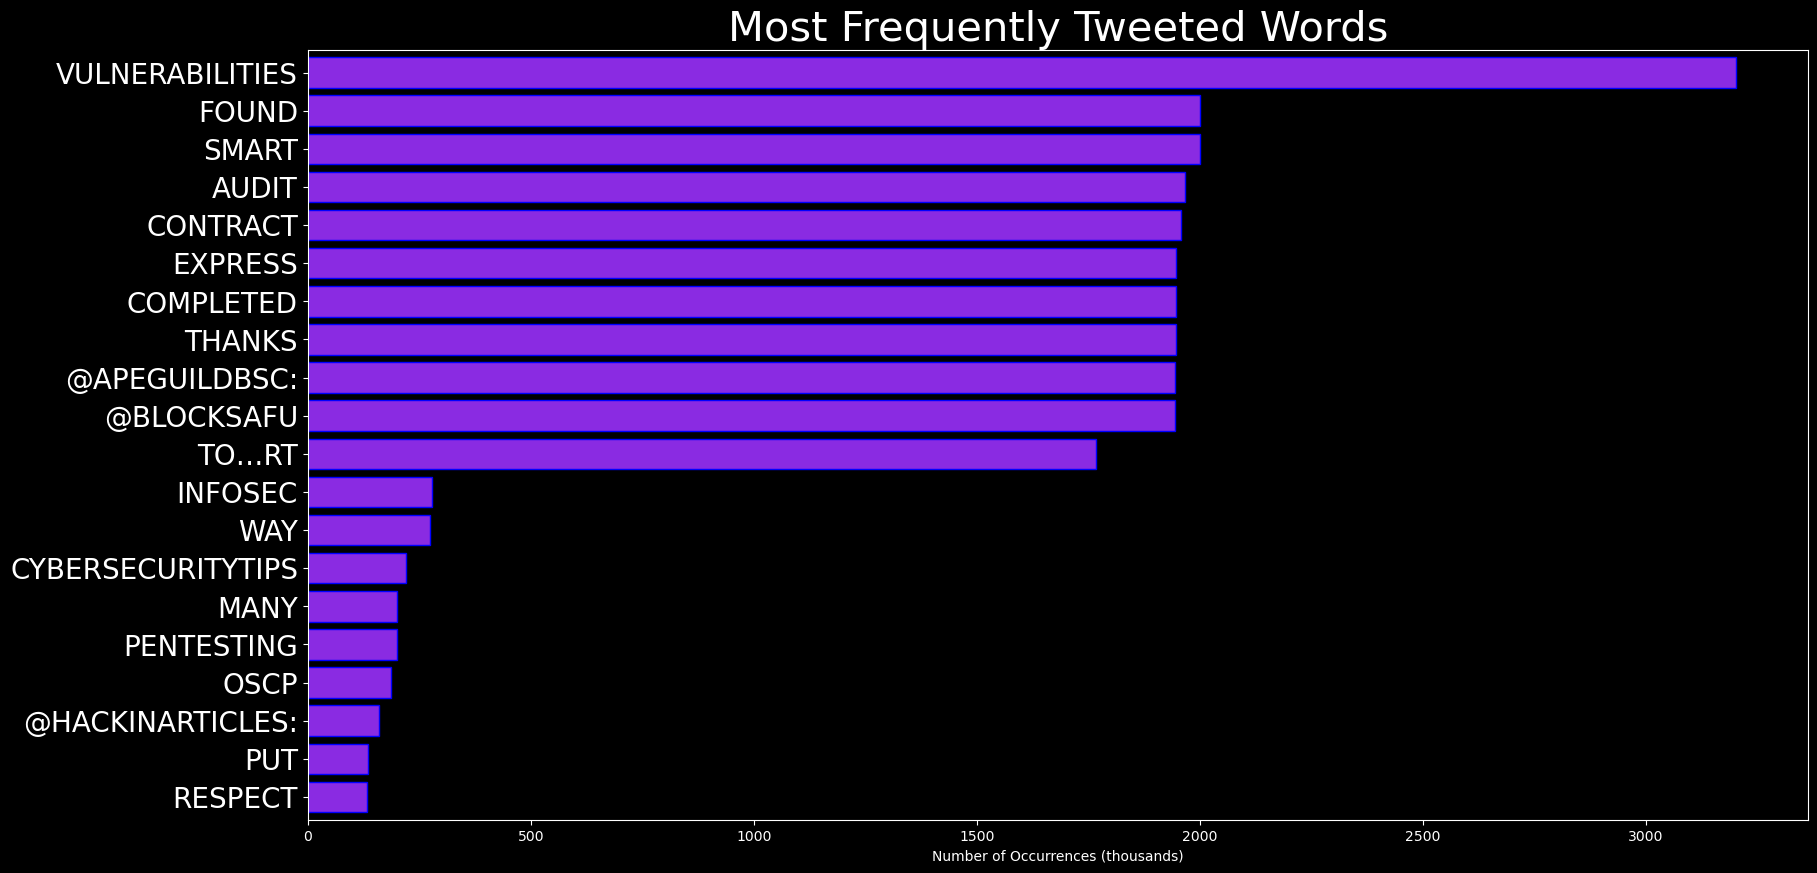 Most Frequently Tweeted Words
VULNERABILITIES
FOUND
SMART
AUDIT
CONTRACT
EXPRESS
COMPLETED
THANKS
@APEGUILDBSC:
@BLOCKSAFU
TO…RT
INFOSEC
WAY
CYBERSECURITYTIPS
MANY
PENTESTING
OSCP
@HACKINARTICLES:
PUT
RESPECT
0 500 1000 1500 2000 2500 3000
Number of Occurrences (thousands)